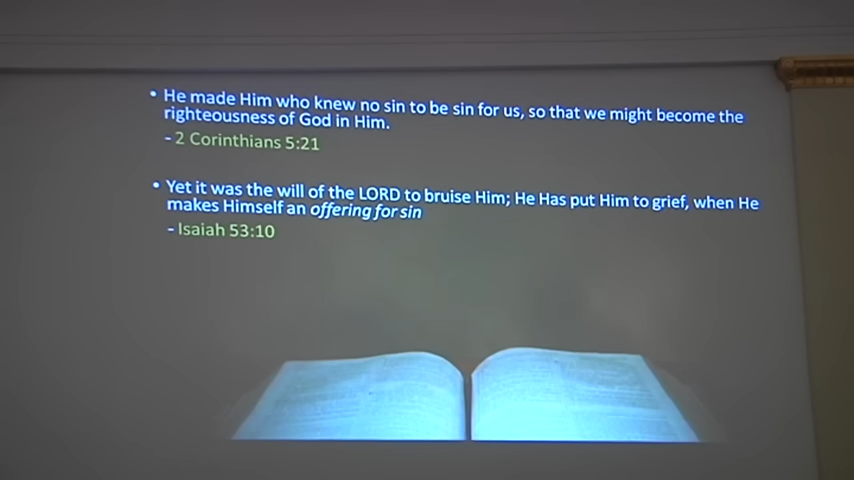 • He made Him who knew no sin to be sin for us, so that we might become the
righteousness of God in Him.
- 2 Corinthians 5:21
• Yet it was the will of the LORD to bruise Him; He Has put Him to grief, when He
makes Himself an offering for sin
- Isaiah 53:10